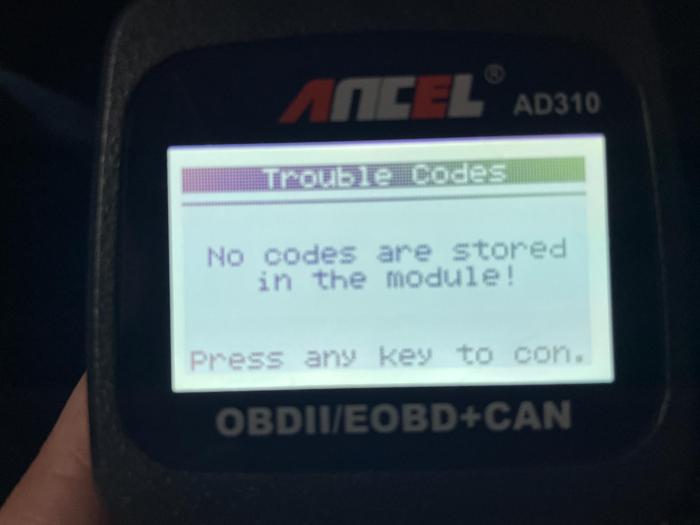 ANCEL®
AD310
Trouble Codes
No codes are stored
in the module!
Press any key to con.
OBDII/EOBD+CAN